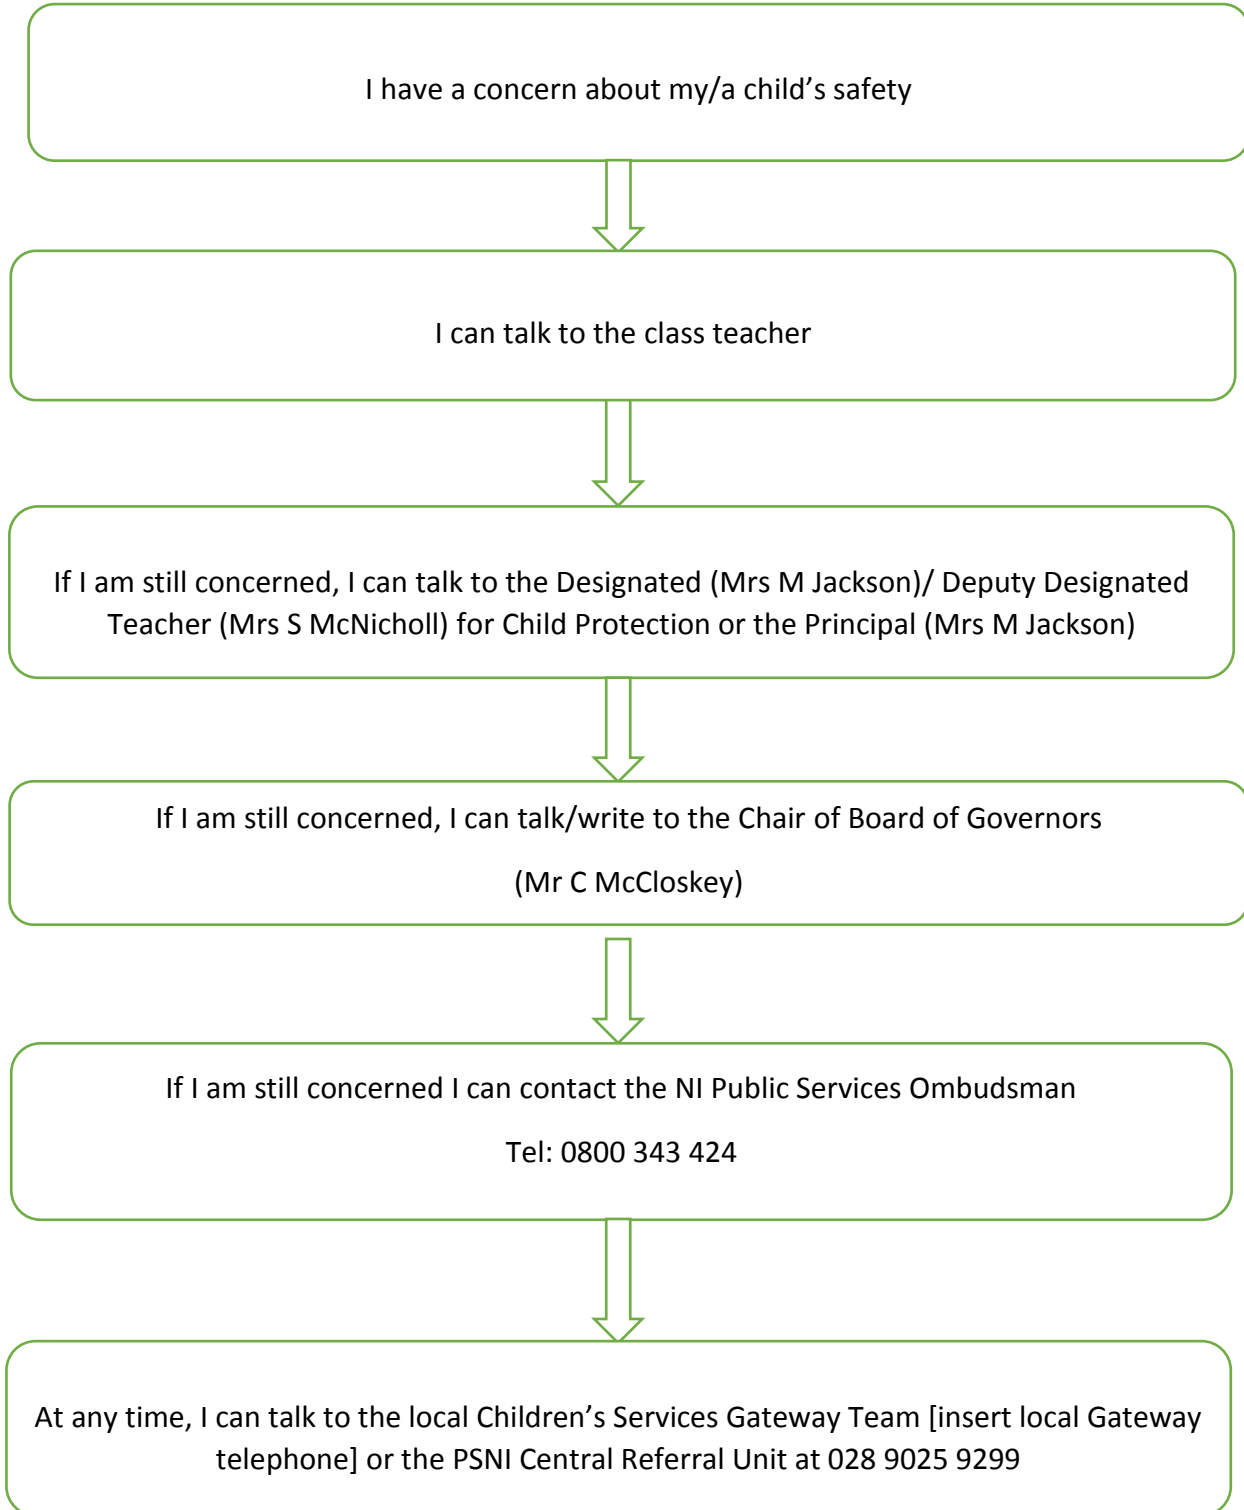 I have a concern about my/a child’s safety
I can talk to the class teacher
If I am still concerned, I can talk to the Designated (Mrs M Jackson)/ Deputy Designated
Teacher (Mrs S McNicholl) for Child Protection or the Principal (Mrs M Jackson)
If I am still concerned, I can talk/write to the Chair of Board of Governors
(Mr C McCloskey)
If I am still concerned I can contact the NI Public Services Ombudsman
Tel: 0800 343 424
At any time, I can talk to the local Children’s Services Gateway Team [insert local Gateway
telephone] or the PSNI Central Referral Unit at 028 9025 9299